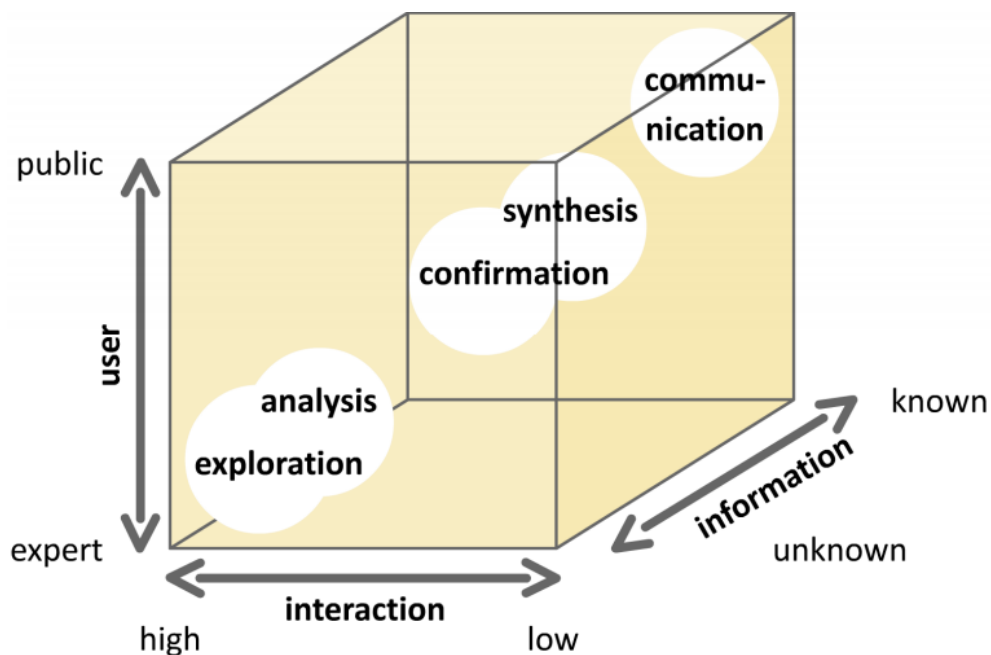 commu-
nication
public
synthesis
confirmation
user
analysis
known
exploration
information
expert
unknown
interaction
high
low